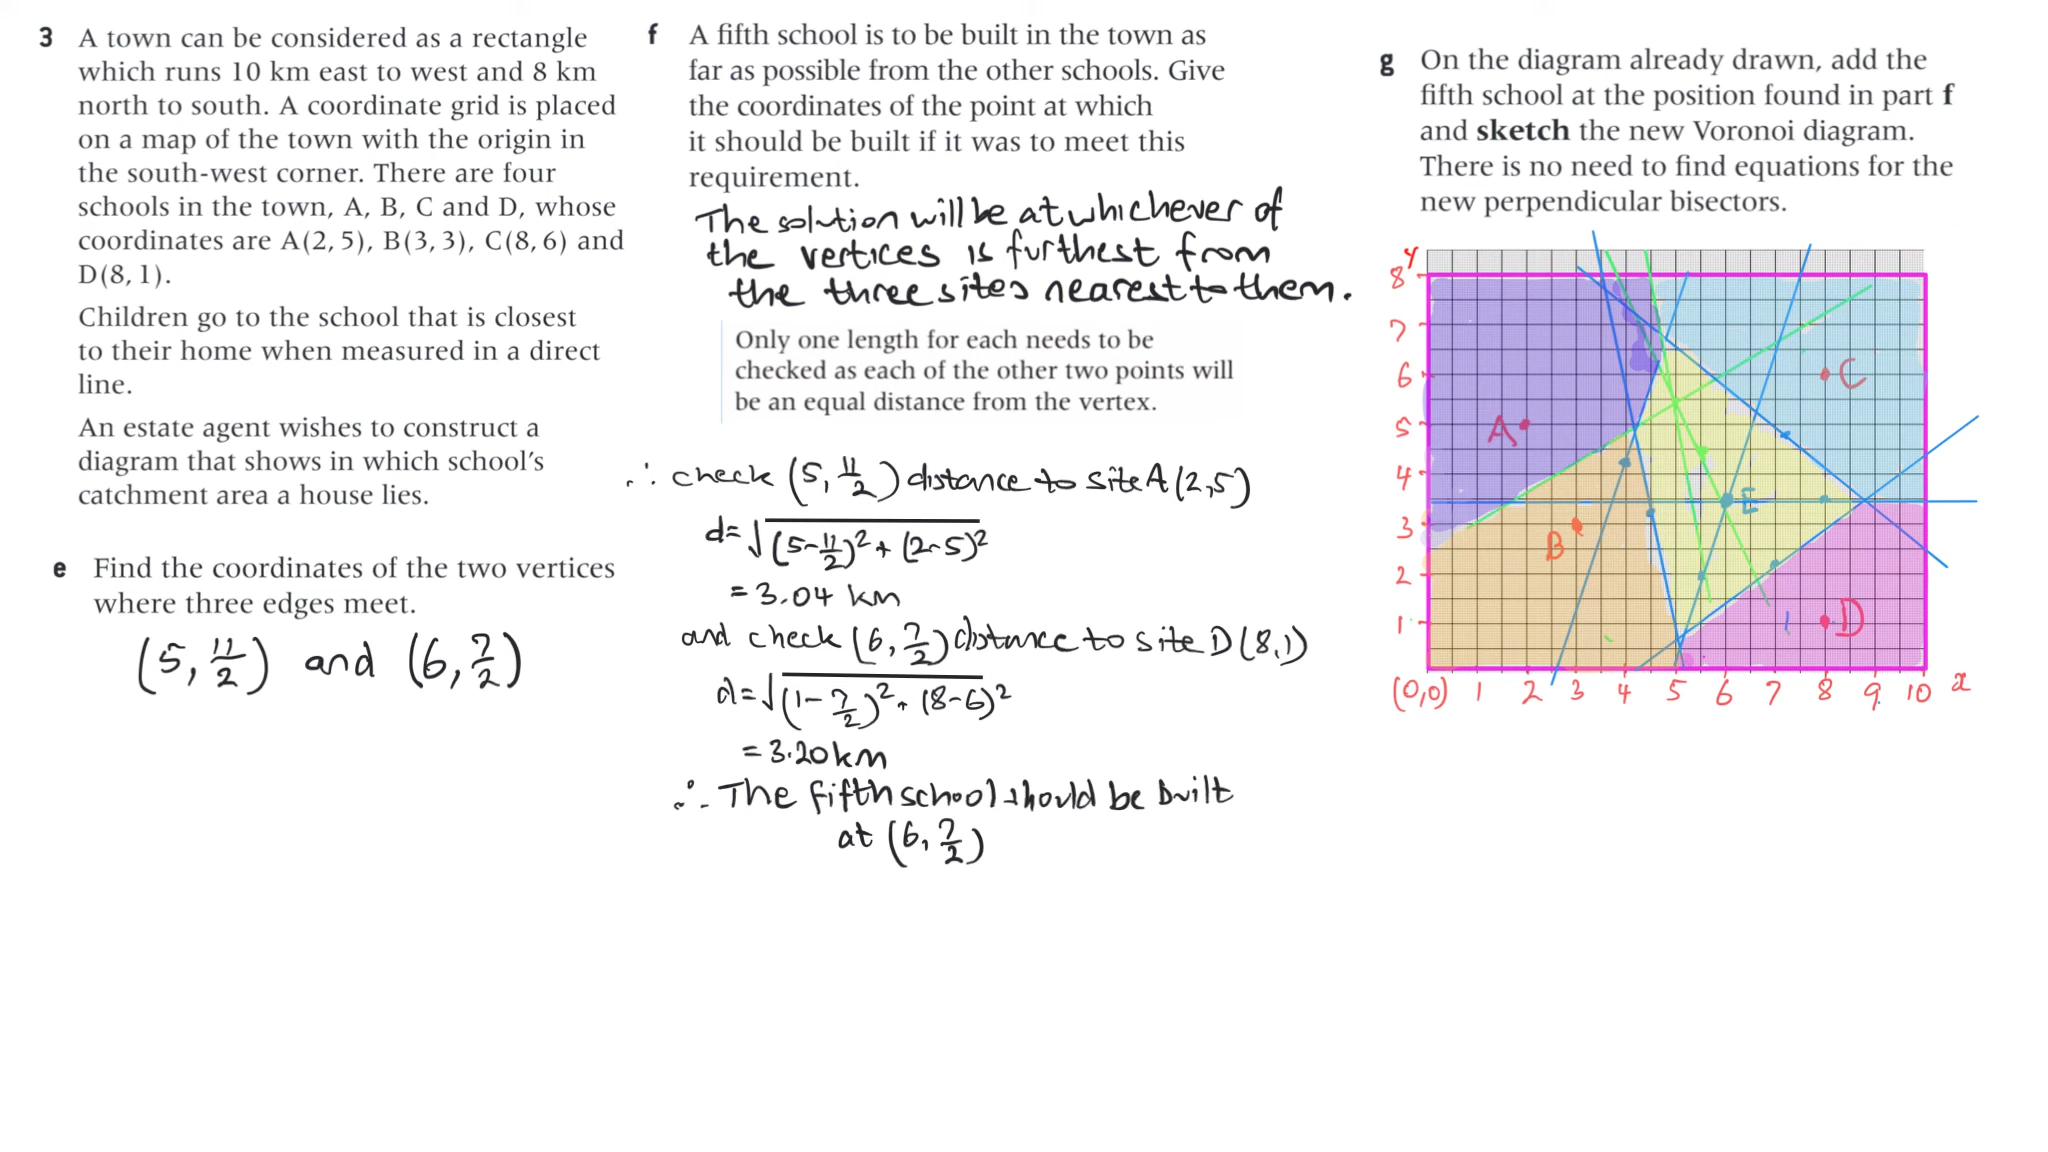 3 A town can be considered as a rectangle
which runs 10 km east to west and 8 km
north to south. A coordinate grid is placed
on a map of the town with the origin in
the south-west corner. There are four
schools in the town, A, B, C and D, whose
coordinates are A(2, 5), B(3, 3), C(8, 6) and
D(8, 1).
Children go to the school that is closest
to their home when measured in a direct
line.
An estate agent wishes to construct a
diagram that shows in which school's
catchment area a house lies.
e Find the coordinates of the two vertices
where three edges meet.
(5, 11/2) and (6, 7/2)
f A fifth school is to be built in the town as
far as possible from the other schools. Give
the coordinates of the point at which
it should be built if it was to meet this
requirement.
The solution will be at whichever of
the vertices is furthest from
the three sites nearest to them.
Only one length for each needs to be
checked as each of the other two points will
be an equal distance from the vertex.
∴ check (5, 11/2) distance to site A(2,5)
d=√(5-11/2)²+(2-5)²
= 3.04 km
and check (6, 7/2) distance to site D(8,1)
d=√(1-7/2)²+(8-6)²
= 3.20km
∴ The fifth school should be built
at (6, 7/2)
g On the diagram already drawn, add the
fifth school at the position found in part f
and sketch the new Voronoi diagram.
There is no need to find equations for the
new perpendicular bisectors.
y
8
7
6 C
5 A
4
E
3 B
2
1 D
(0,0) 1 2 3 4 5 6 7 8 9 10 x